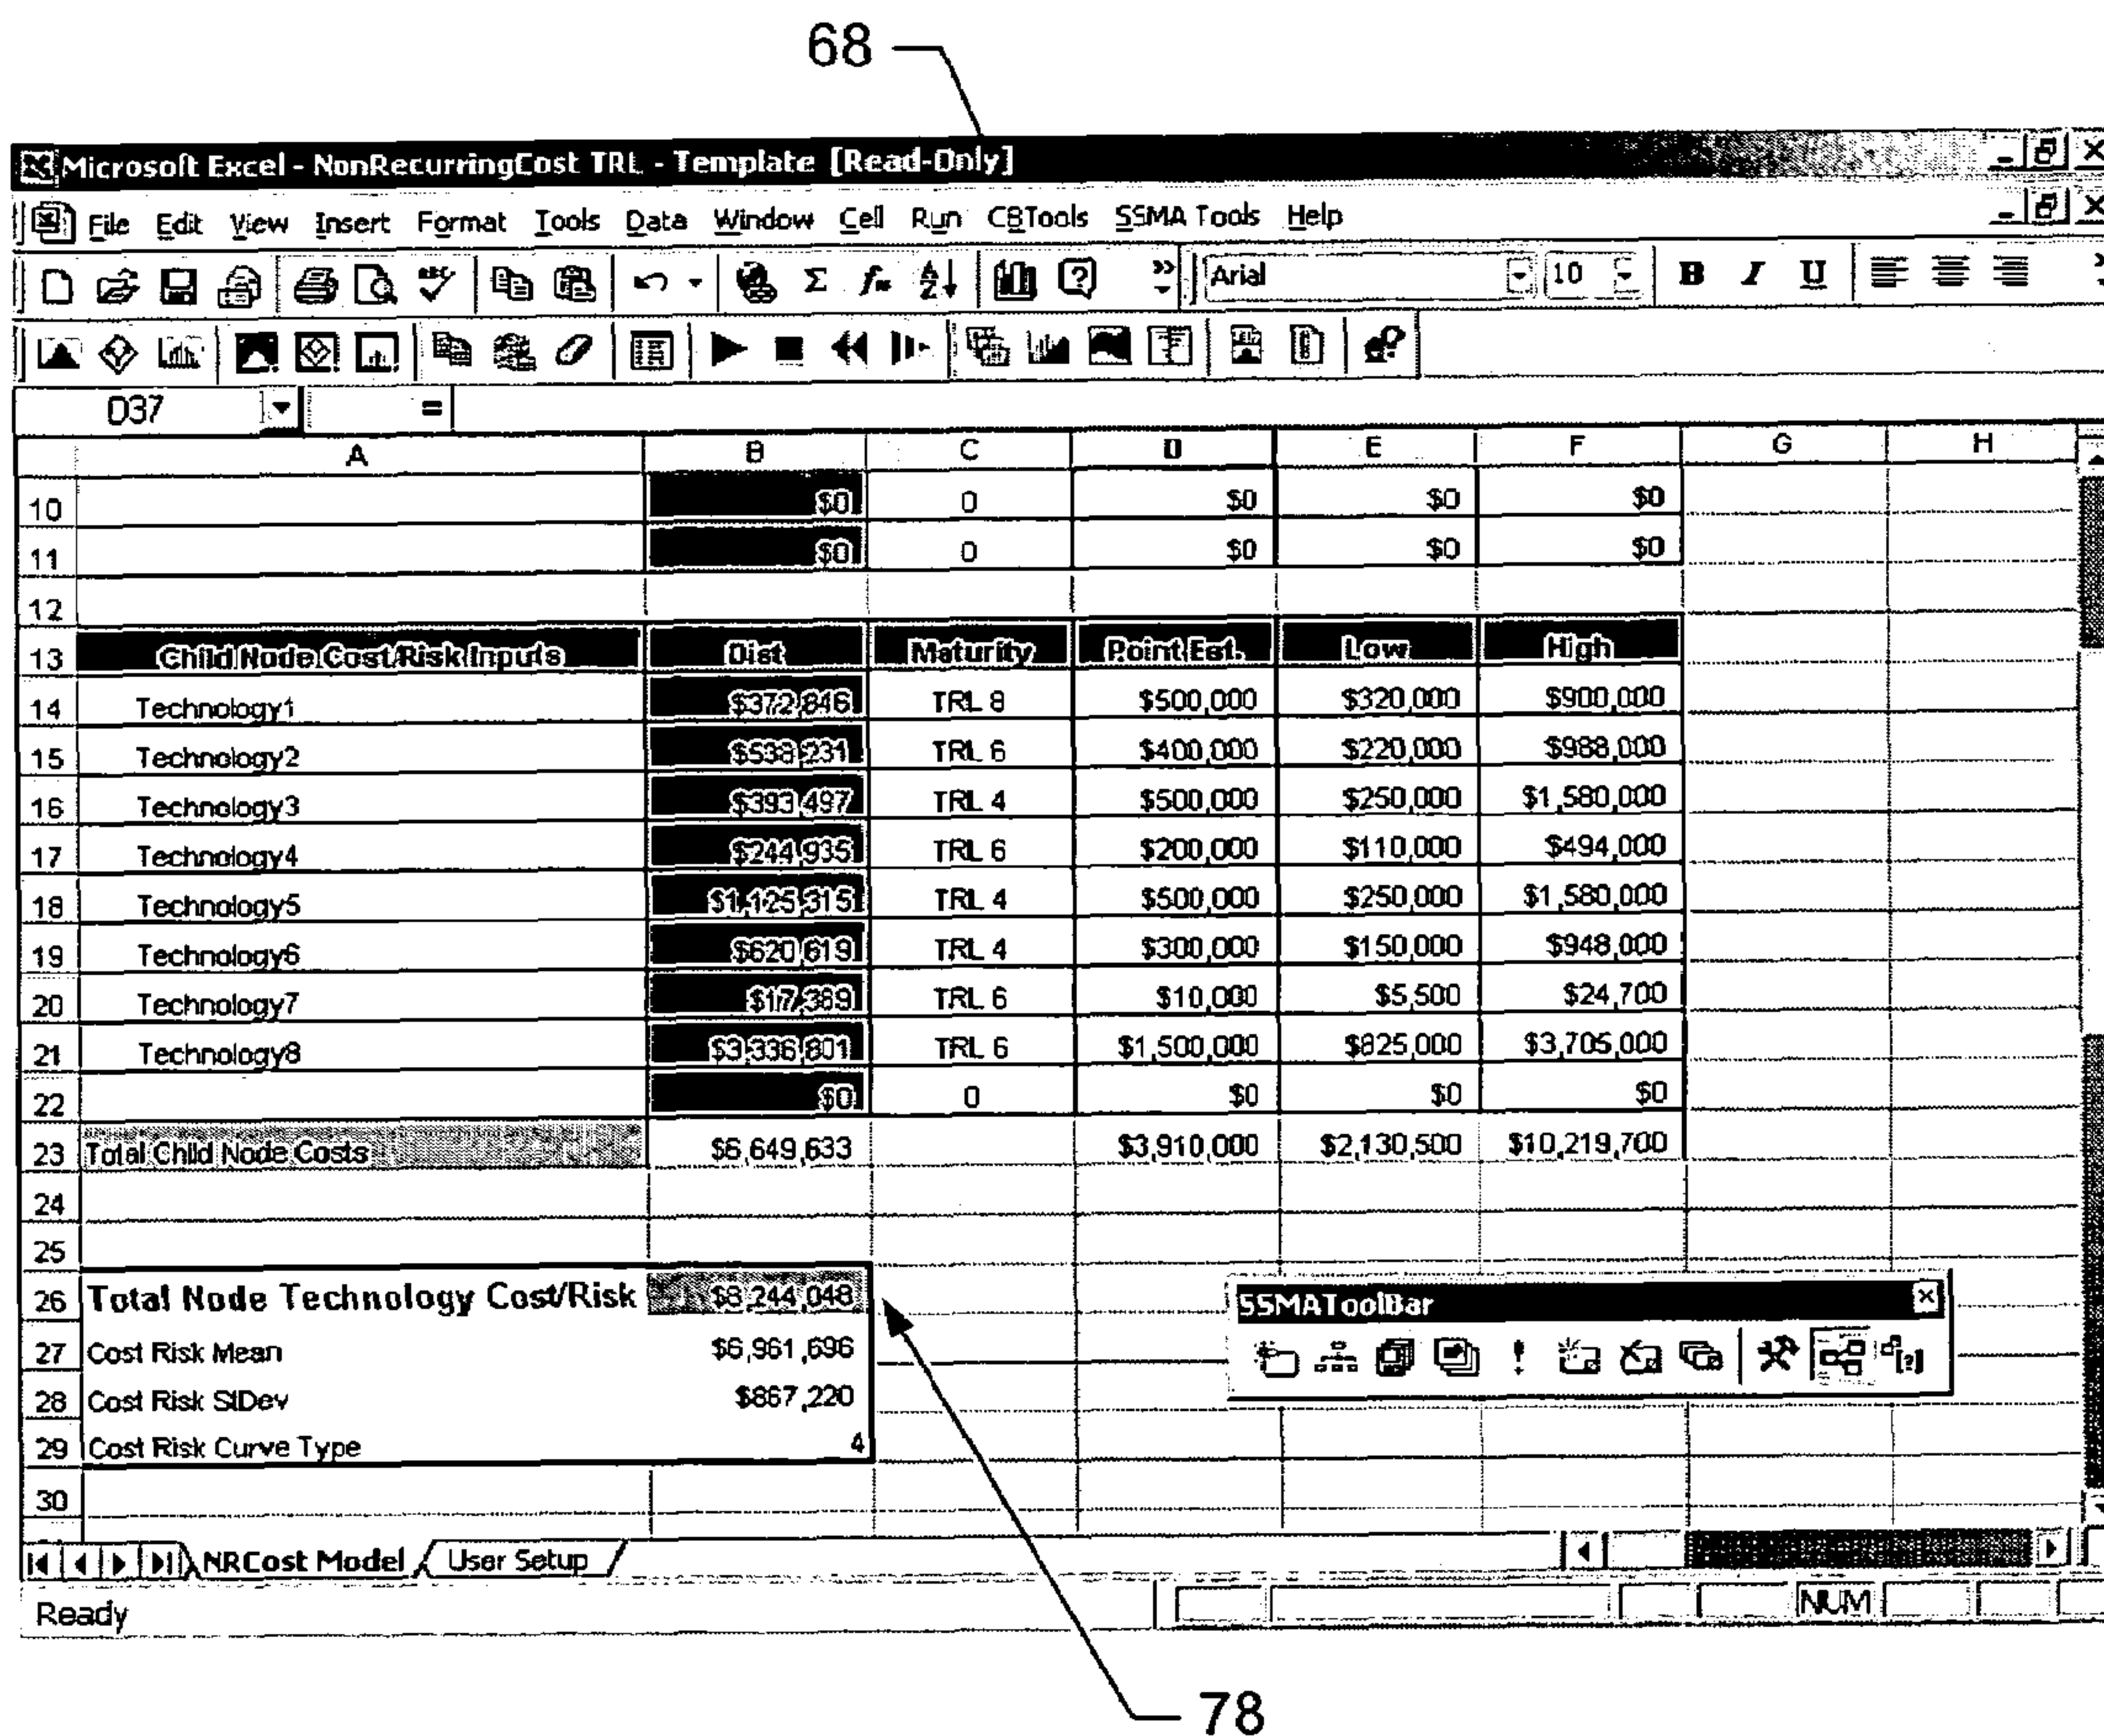 68
Microsoft Excel - NonRecurringCost TRL - Template [Read-Only]
File Edit View Insert Format Tools Data Window Cell Run CBTools SSMA Tools Help
Arial 10 B I U
D37 =
A B C D E F G H
10 $0 0 $0 $0 $0
11 $0 0 $0 $0 $0
12
13 Child Node Cost/Risk Inputs Dist Maturity Point Est. Low High
14 Technology1 $372,846 TRL 8 $500,000 $320,000 $900,000
15 Technology2 $538,231 TRL 6 $400,000 $220,000 $988,000
16 Technology3 $393,497 TRL 4 $500,000 $250,000 $1,580,000
17 Technology4 $244,935 TRL 6 $200,000 $110,000 $494,000
18 Technology5 $1,125,315 TRL 4 $500,000 $250,000 $1,580,000
19 Technology6 $620,619 TRL 4 $300,000 $150,000 $948,000
20 Technology7 $17,389 TRL 6 $10,000 $5,500 $24,700
21 Technology8 $3,336,801 TRL 6 $1,500,000 $825,000 $3,705,000
22 $0 0 $0 $0 $0
23 Total Child Node Costs $6,649,633 $3,910,000 $2,130,500 $10,219,700
24
25
26 Total Node Technology Cost/Risk $8,244,048
SSMAToolBar
27 Cost Risk Mean $6,961,696
28 Cost Risk StDev $867,220
29 Cost Risk Curve Type 4
30
NRCost Model User Setup
Ready NUM
78